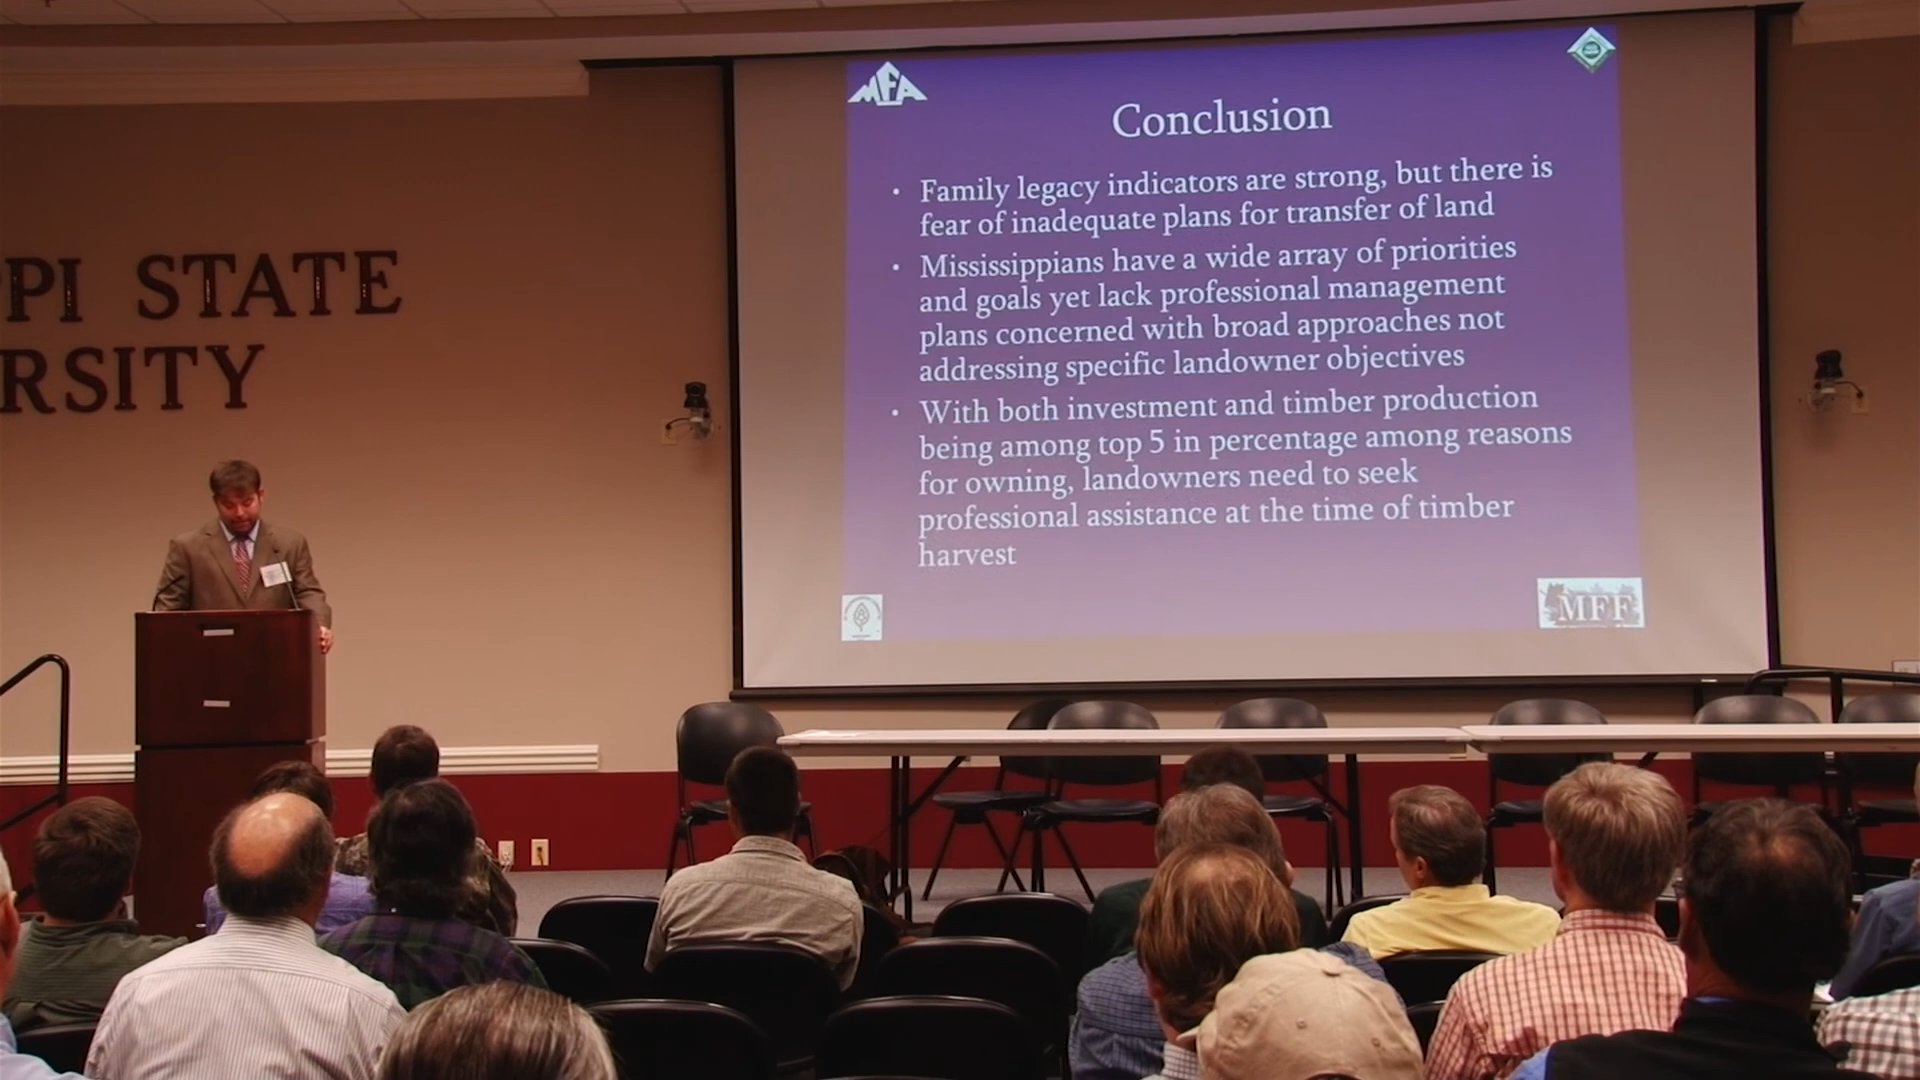 PPI STATE
RSITY
MFA
Conclusion
• Family legacy indicators are strong, but there is
fear of inadequate plans for transfer of land
• Mississippians have a wide array of priorities
and goals yet lack professional management
plans concerned with broad approaches not
addressing specific landowner objectives
• With both investment and timber production
being among top 5 in percentage among reasons
for owning, landowners need to seek
professional assistance at the time of timber
harvest
MFF